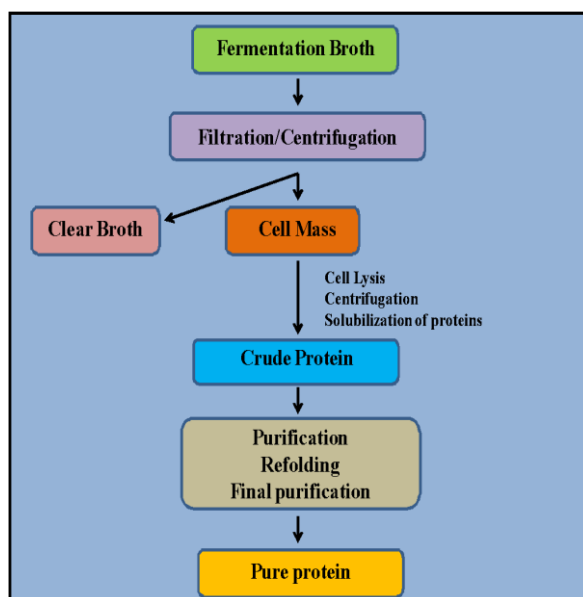 Fermentation Broth
Filtration/Centrifugation
Clear Broth
Cell Mass
Cell Lysis
Centrifugation
Solubilization of proteins
Crude Protein
Purification
Refolding
Final purification
Pure protein